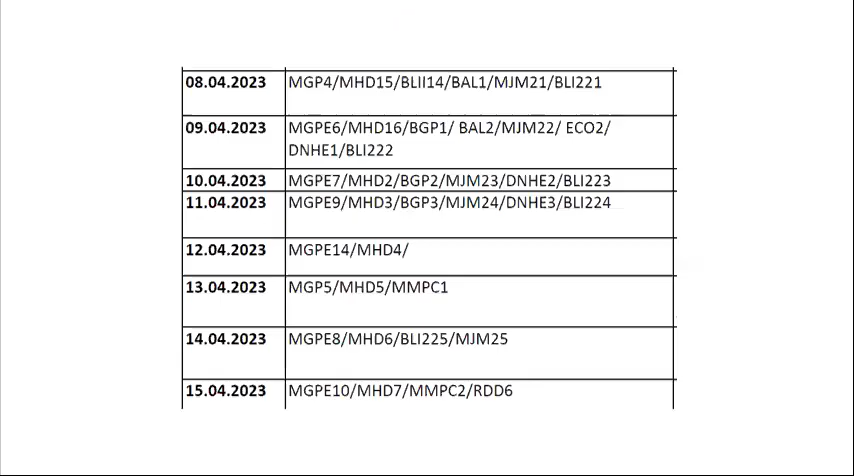 08.04.2023 MGP4/MHD15/BLII14/BAL1/MJM21/BLI221
09.04.2023 MGPE6/MHD16/BGP1/ BAL2/MJM22/ ECO2/
DNHE1/BLI222
10.04.2023 MGPE7/MHD2/BGP2/MJM23/DNHE2/BLI223
11.04.2023 MGPE9/MHD3/BGP3/MJM24/DNHE3/BLI224
12.04.2023 MGPE14/MHD4/
13.04.2023 MGP5/MHD5/MMPC1
14.04.2023 MGPE8/MHD6/BLI225/MJM25
15.04.2023 MGPE10/MHD7/MMPC2/RDD6